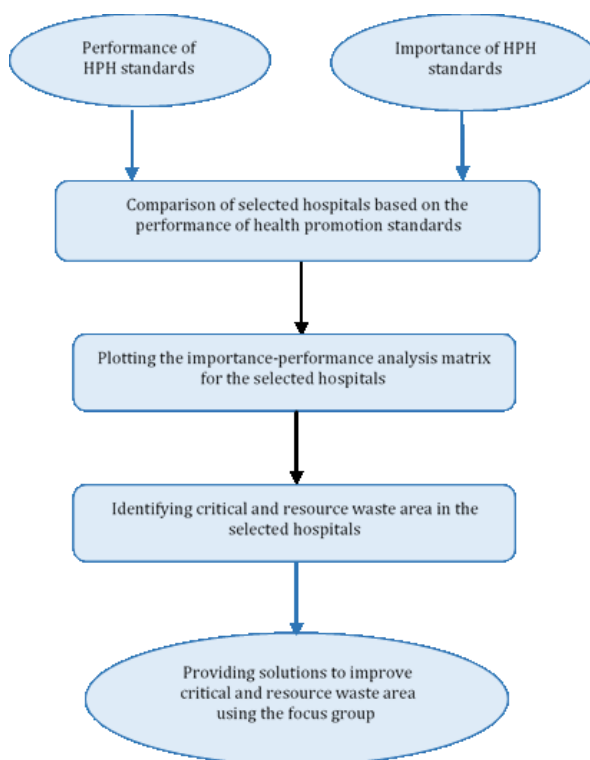 Performance of
HPH standards
Importance of HPH
standards
Comparison of selected hospitals based on the
performance of health promotion standards
Plotting the importance-performance analysis matrix
for the selected hospitals
Identifying critical and resource waste area in the
selected hospitals
Providing solutions to improve
critical and resource waste area
using the focus group